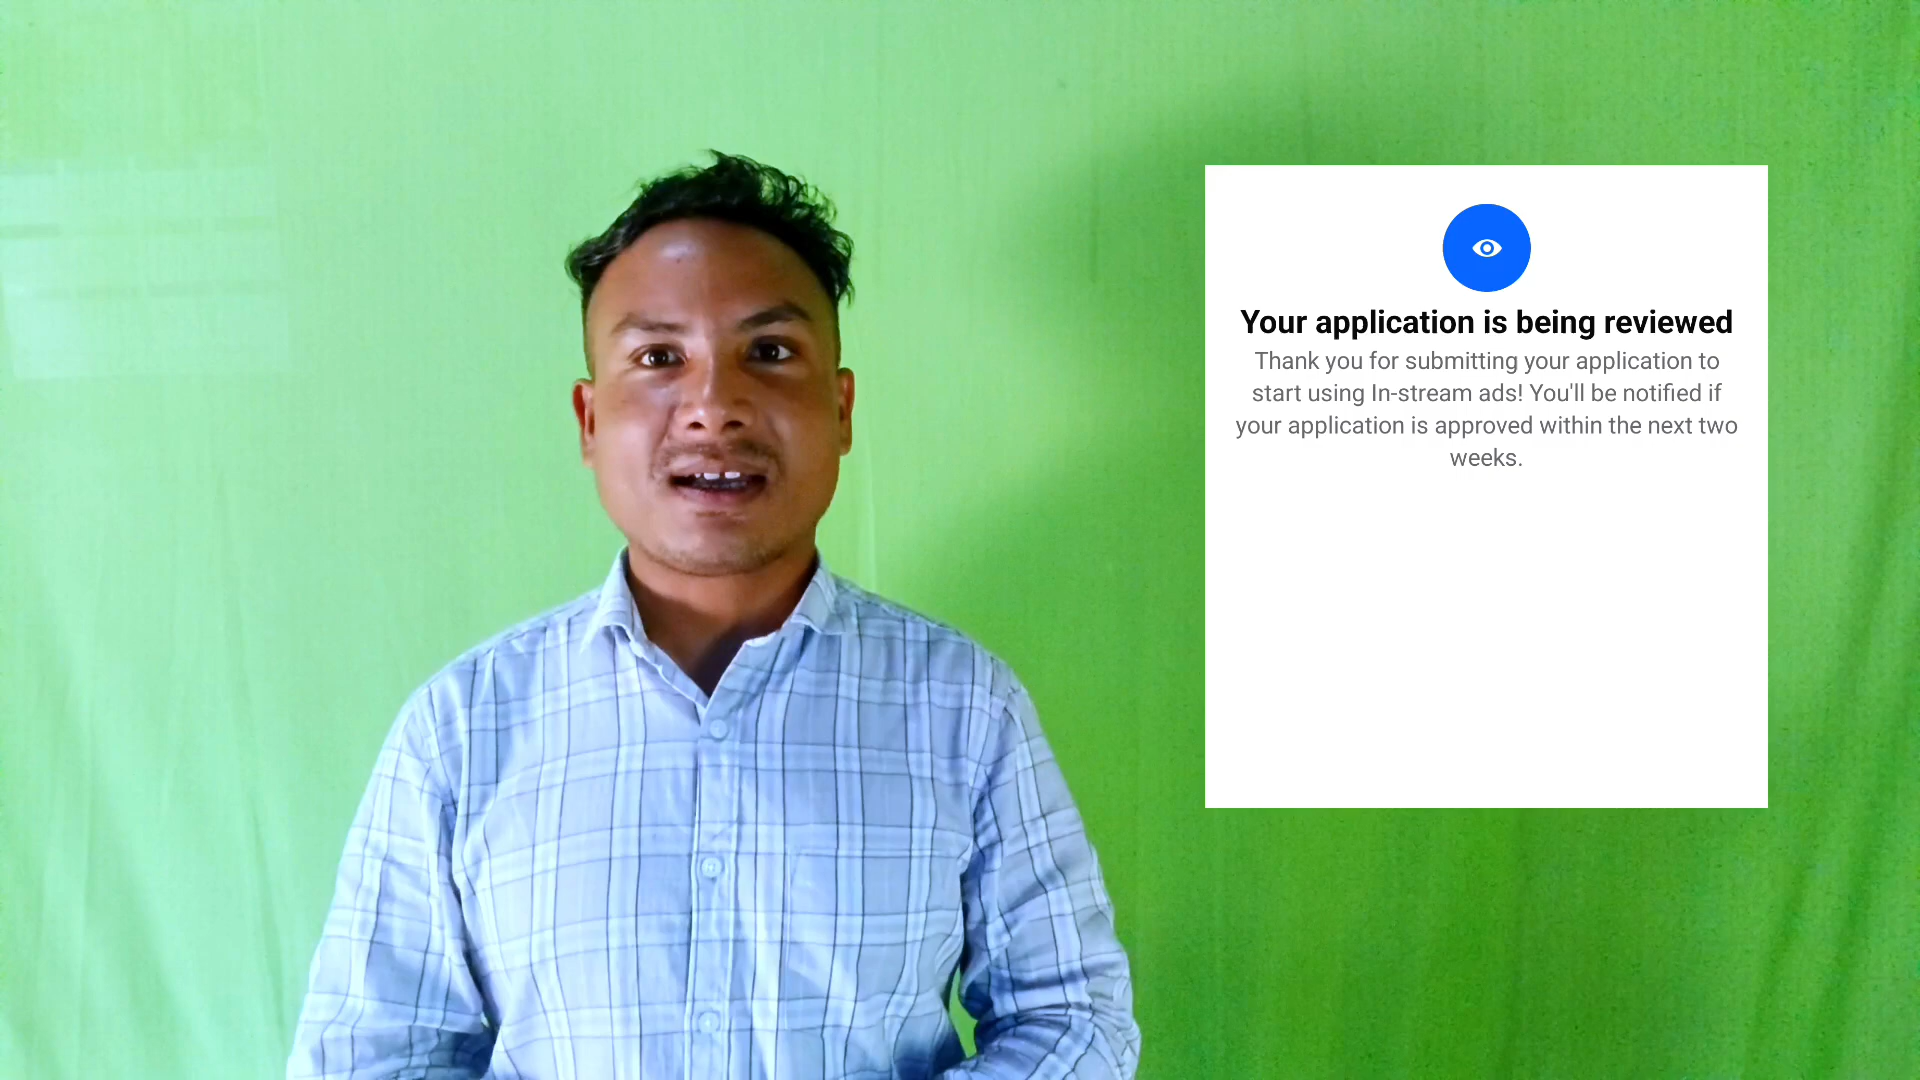 Your application is being reviewed
Thank you for submitting your application to
start using In-stream ads! You'll be notified if
your application is approved within the next two
weeks.